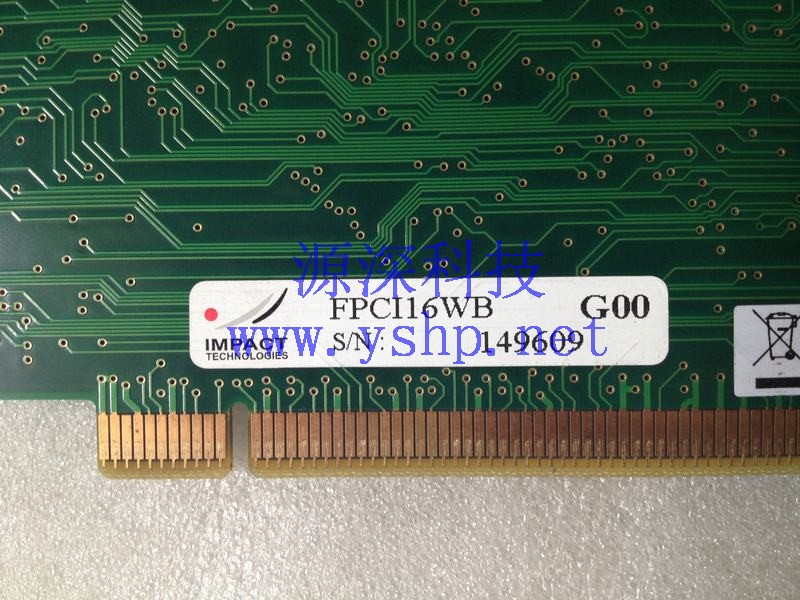 源深科技
FPCI16WB G00
www.yshp.net
IMPACT
TECHNOLOGIES
S/N: 149609